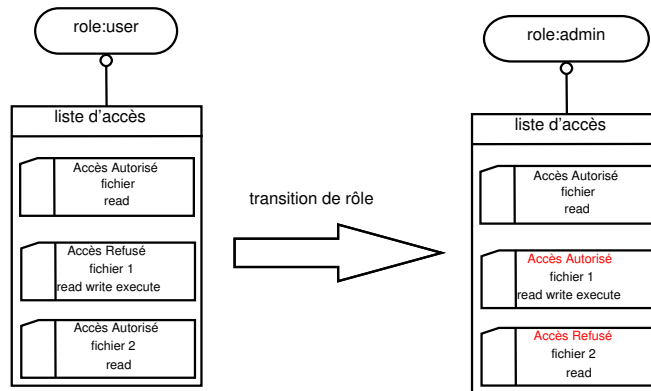 role:user
liste d'accès
Accès Autorisé
fichier
read
Accès Refusé
fichier 1
read write execute
Accès Autorisé
fichier 2
read
transition de rôle
role:admin
liste d'accès
Accès Autorisé
fichier
read
Accès Autorisé
fichier 1
read write execute
Accès Refusé
fichier 2
read